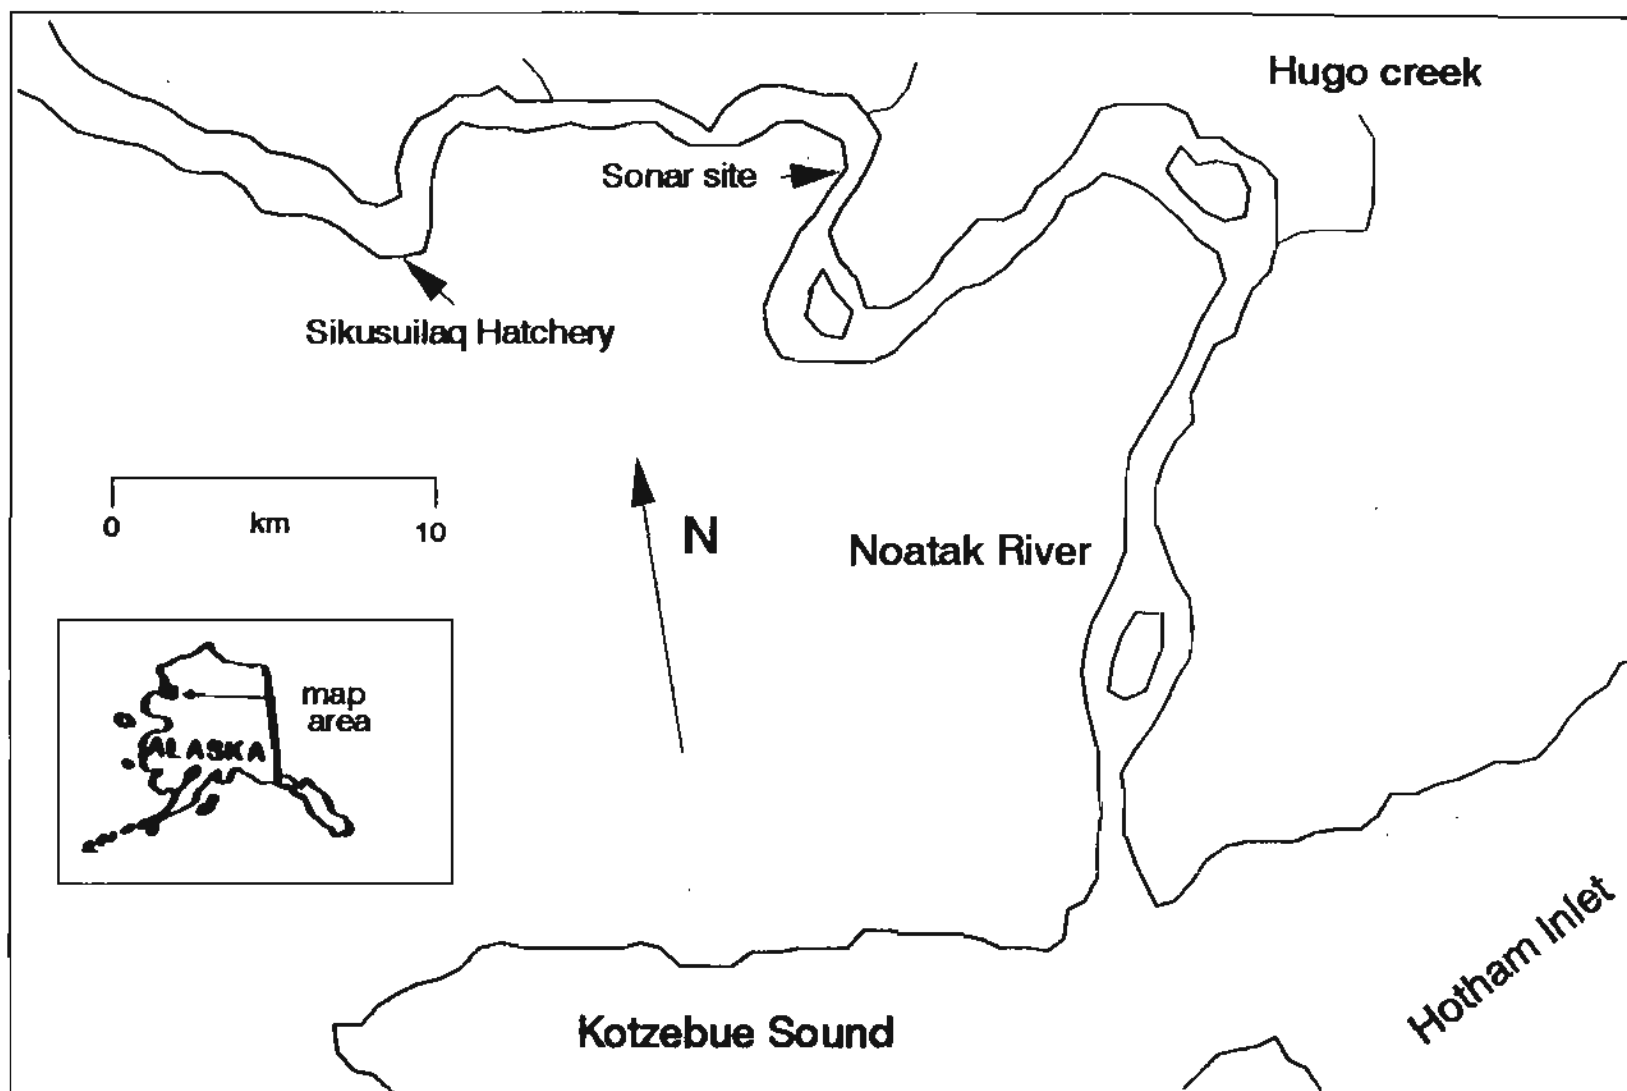 Hugo creek
Sonar site
Sikusuilaq Hatchery
0 km 10
N
Noatak River
map
area
ALASKA
Hotham Inlet
Kotzebue Sound